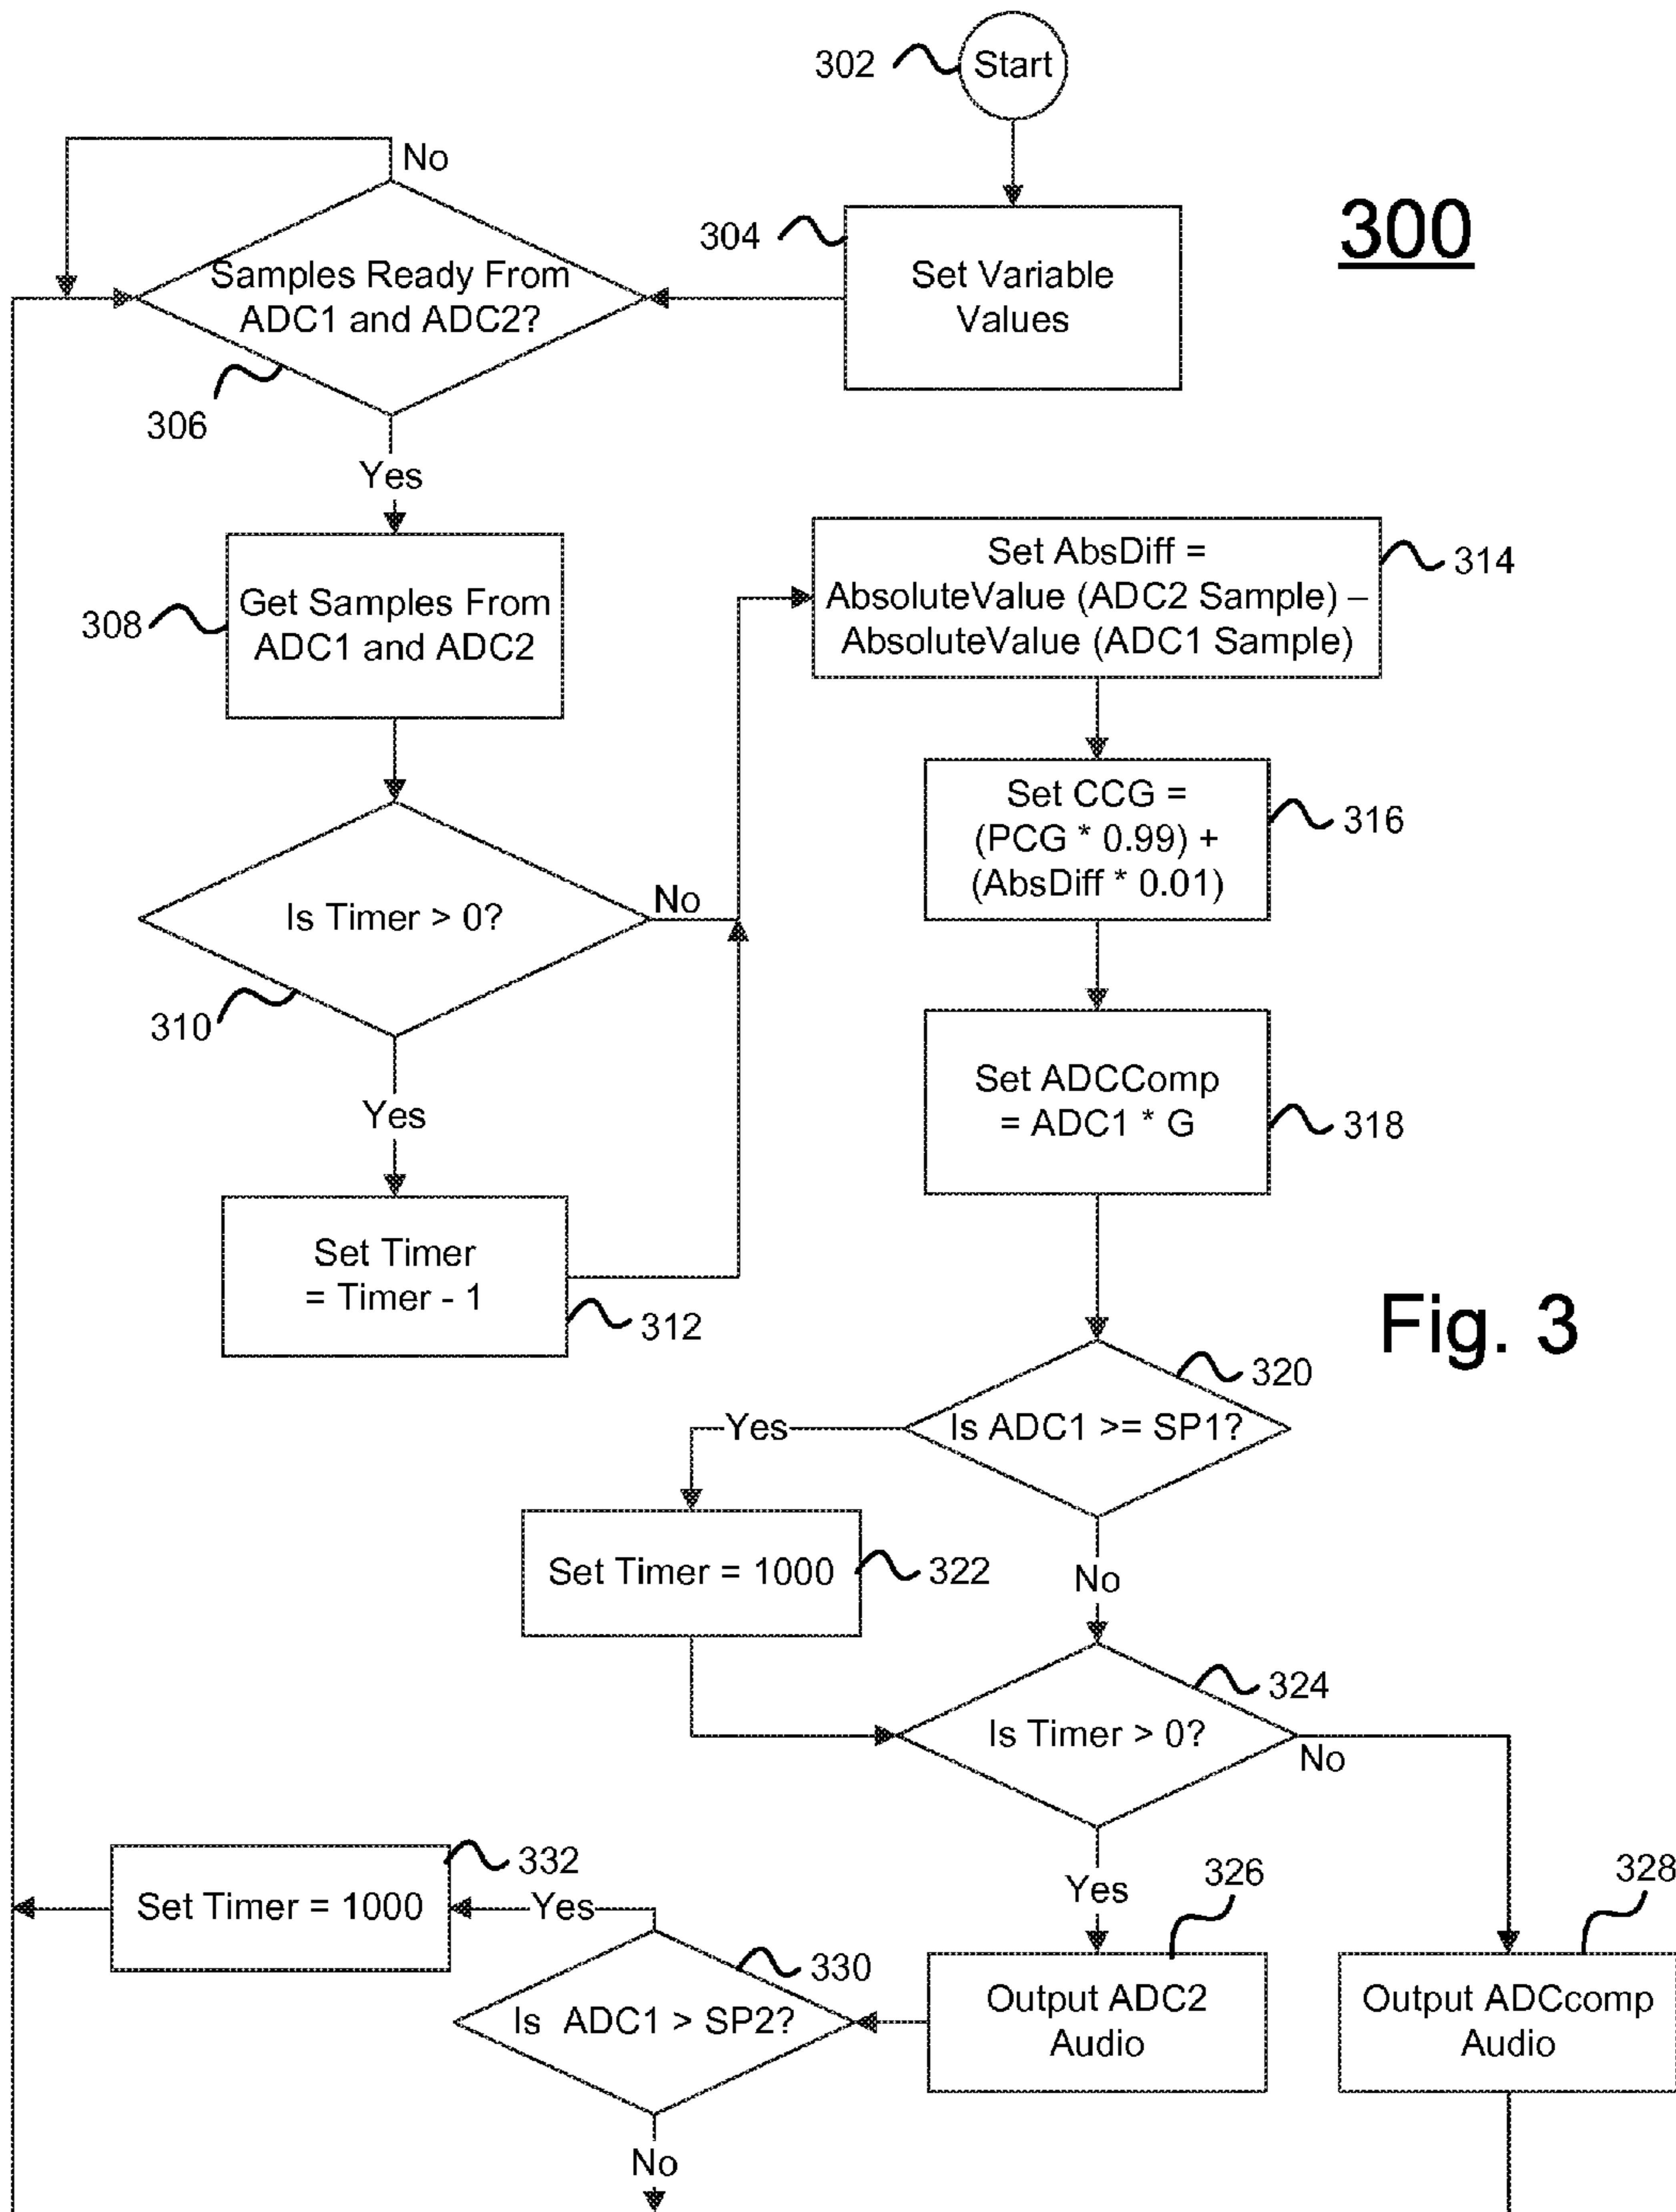 302
Start
300
No
304
Set Variable
Values
Samples Ready From
ADC1 and ADC2?
306
Yes
308
Get Samples From
ADC1 and ADC2
Set AbsDiff =
AbsoluteValue (ADC2 Sample) –
AbsoluteValue (ADC1 Sample)
314
Set CCG =
(PCG * 0.99) +
(AbsDiff * 0.01)
316
Is Timer > 0?
No
310
Yes
Set ADCComp
= ADC1 * G
318
Set Timer
= Timer - 1
312
Fig. 3
320
Is ADC1 >= SP1?
Yes
Set Timer = 1000
322
No
324
Is Timer > 0?
No
Yes
332
Set Timer = 1000
Yes
326
328
330
Is ADC1 > SP2?
Output ADC2
Audio
Output ADCcomp
Audio
No